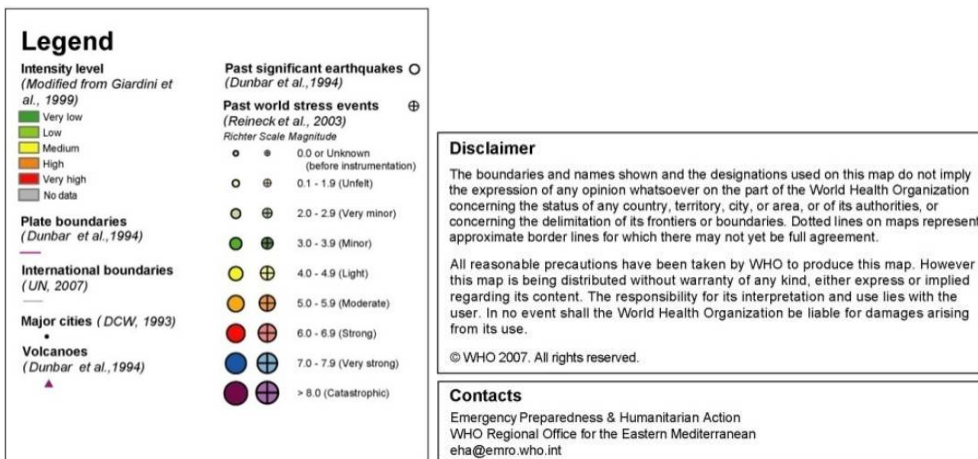 Legend
Intensity level
(Modified from Giardini et
al., 1999)
Very low
Low
Medium
High
Very high
No data
Plate boundaries
(Dunbar et al.,1994)
International boundaries
(UN, 2007)
Major cities ( DCW, 1993)
Volcanoes
(Dunbar et al.,1994)
Past significant earthquakes
(Dunbar et al.,1994)
Past world stress events
(Reineck et al., 2003)
Richter Scale Magnitude
0.0 or Unknown
(before instrumentation)
0.1 - 1.9 (Unfelt)
2.0 - 2.9 (Very minor)
3.0 - 3.9 (Minor)
4.0 - 4.9 (Light)
5.0 - 5.9 (Moderate)
6.0 - 6.9 (Strong)
7.0 - 7.9 (Very strong)
> 8.0 (Catastrophic)
Disclaimer
The boundaries and names shown and the designations used on this map do not imply
the expression of any opinion whatsoever on the part of the World Health Organization
concerning the status of any country, territory, city, or area, or of its authorities, or
concerning the delimitation of its frontiers or boundaries. Dotted lines on maps represent
approximate border lines for which there may not yet be full agreement.
All reasonable precautions have been taken by WHO to produce this map. However
this map is being distributed without warranty of any kind, either express or implied
regarding its content. The responsibility for its interpretation and use lies with the
user. In no event shall the World Health Organization be liable for damages arising
from its use.
© WHO 2007. All rights reserved.
Contacts
Emergency Preparedness & Humanitarian Action
WHO Regional Office for the Eastern Mediterranean
eha@emro.who.int